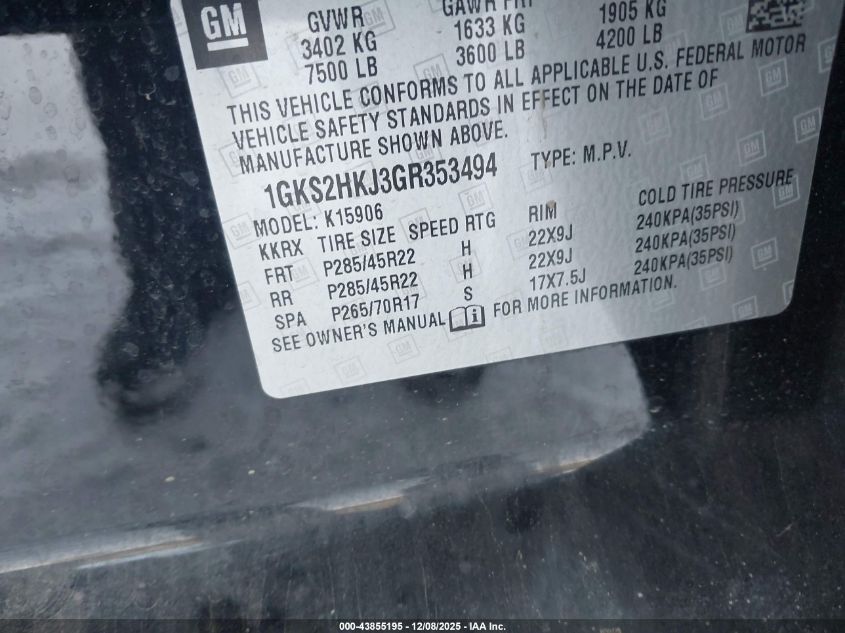 GM
GVWR GAWR FRT
3402 KG 1633 KG 1905 KG
7500 LB 3600 LB 4200 LB
THIS VEHICLE CONFORMS TO ALL APPLICABLE U.S. FEDERAL MOTOR
VEHICLE SAFETY STANDARDS IN EFFECT ON THE DATE OF
MANUFACTURE SHOWN ABOVE.
1GKS2HKJ3GR353494 TYPE: M.P.V.
MODEL: K15906
KKRX TIRE SIZE SPEED RTG RIM COLD TIRE PRESSURE
FRT P285/45R22 H 22X9J 240KPA(35PSI)
RR P285/45R22 H 22X9J 240KPA(35PSI)
SPA P265/70R17 S 17X7.5J 240KPA(35PSI)
SEE OWNER'S MANUAL FOR MORE INFORMATION.
000-43855195 - 12/08/2025 - IAA Inc.